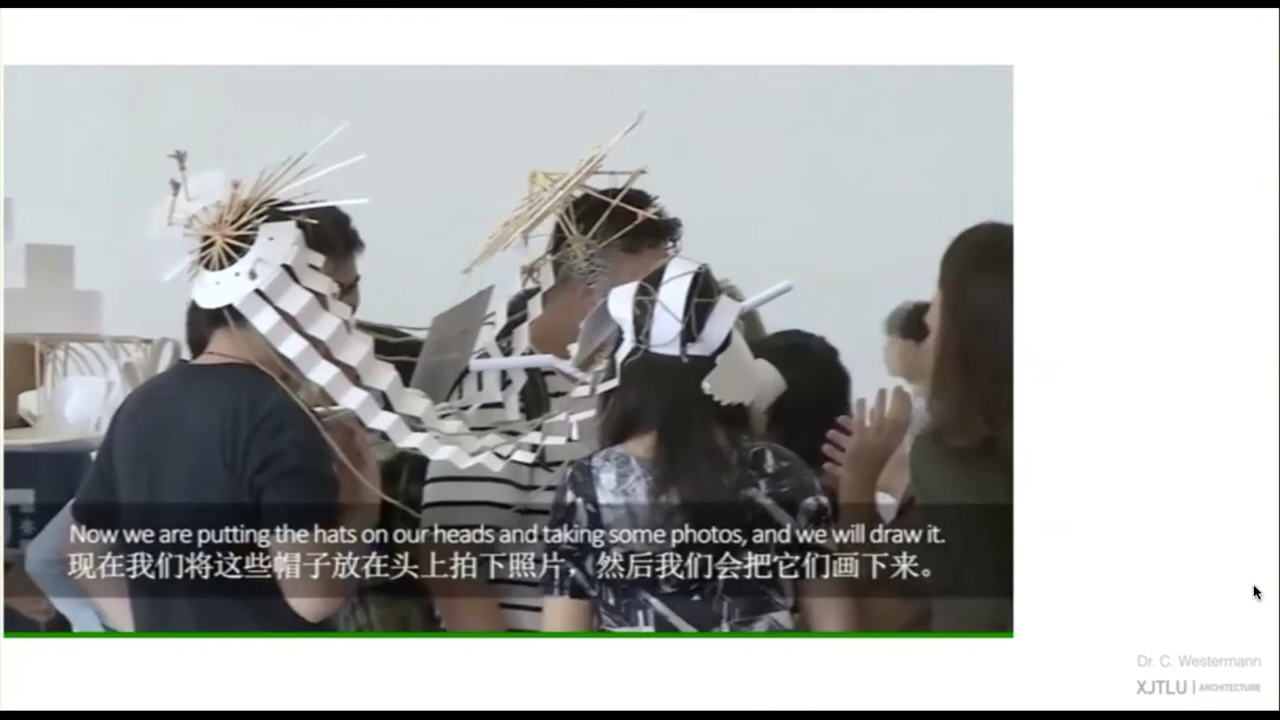 Now we are putting the hats on our heads and taking some photos, and we will draw it.
现在我们将这些帽子放在头上拍下照片，然后我们会把它们画下来。
Dr. C. Westermann
XJTLU | ARCHITECTURE